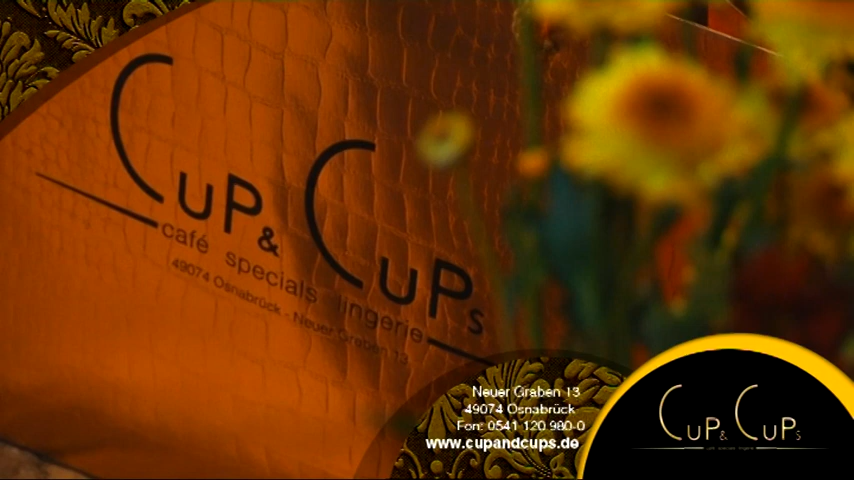 CuP & CuPs
café specials lingerie
49074 Osnabrück - Neuer Graben 13
Neuer Graben 13
49074 Osnabrück
Fon: 0541 120 980-0
www.cupandcups.de
CuP & CuPs